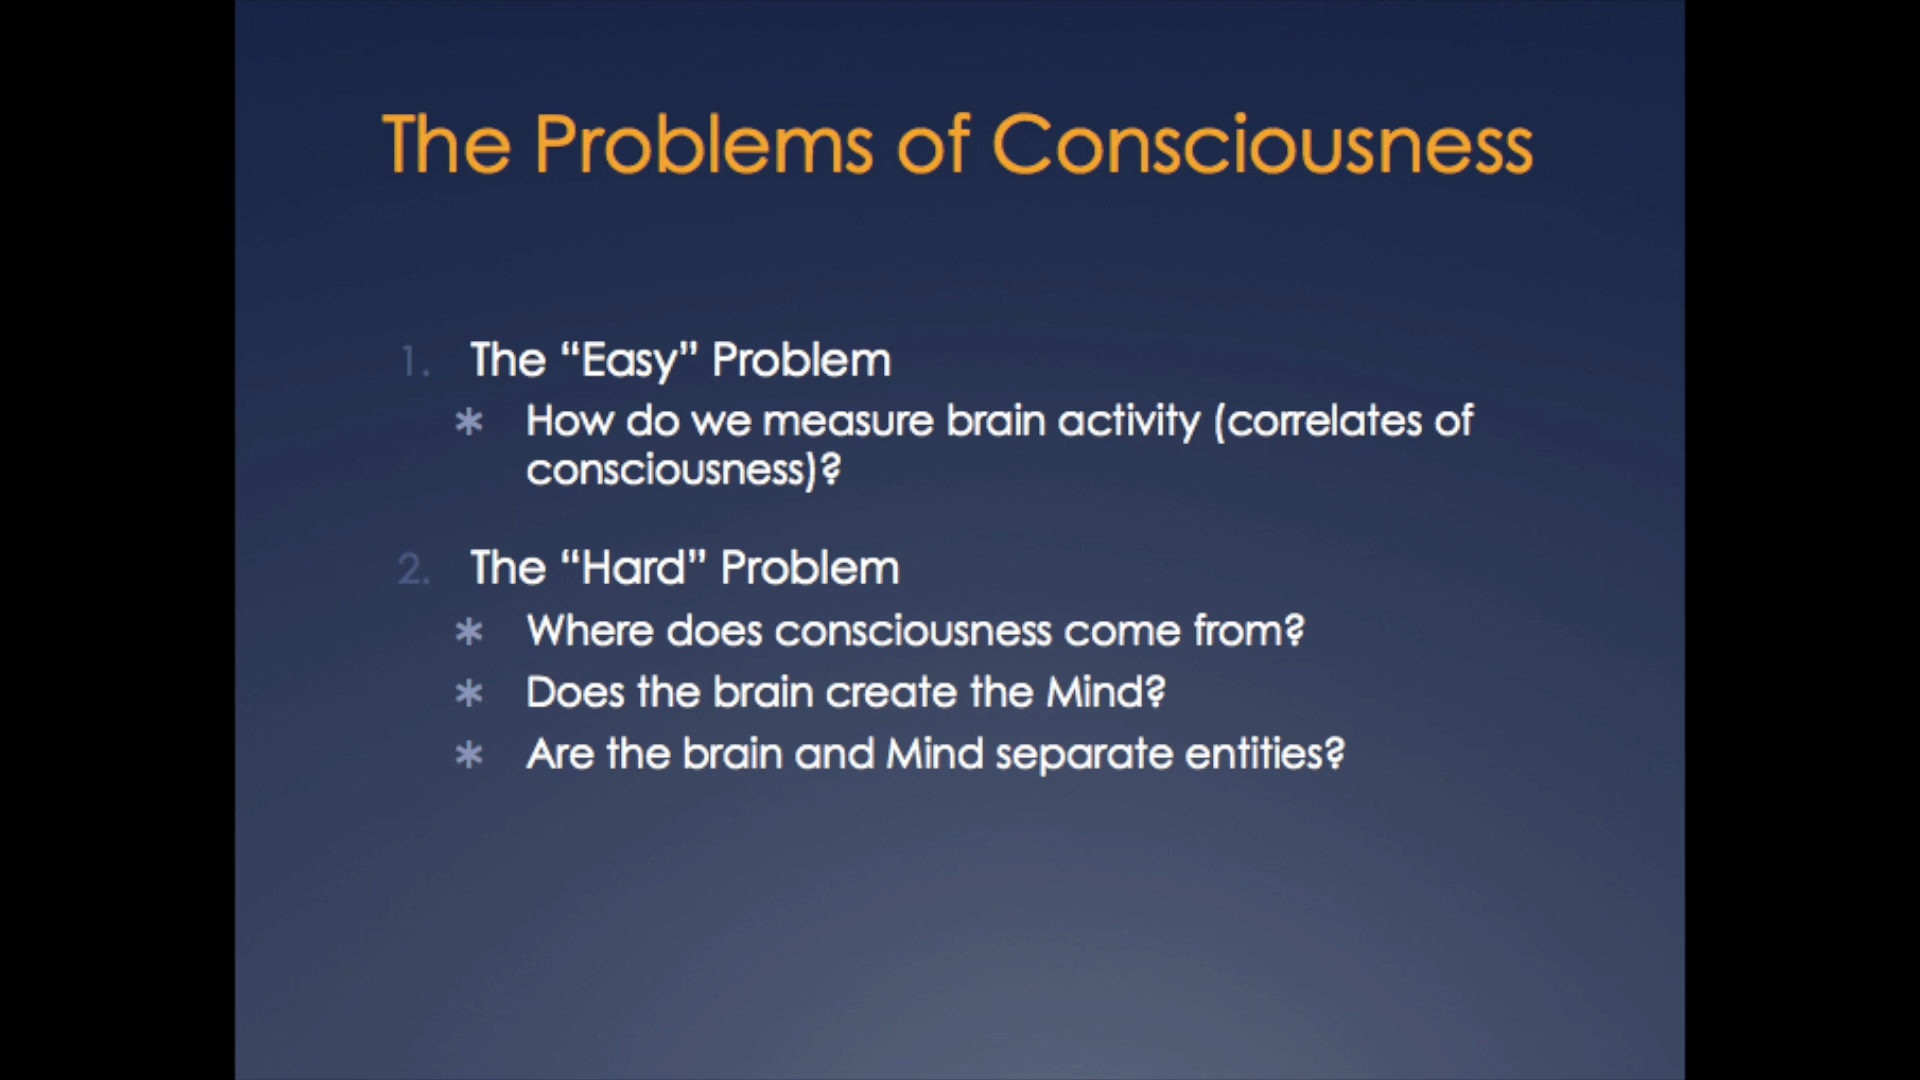 The Problems of Consciousness
1. The “Easy” Problem
* How do we measure brain activity (correlates of
consciousness)?
2. The “Hard” Problem
* Where does consciousness come from?
* Does the brain create the Mind?
* Are the brain and Mind separate entities?